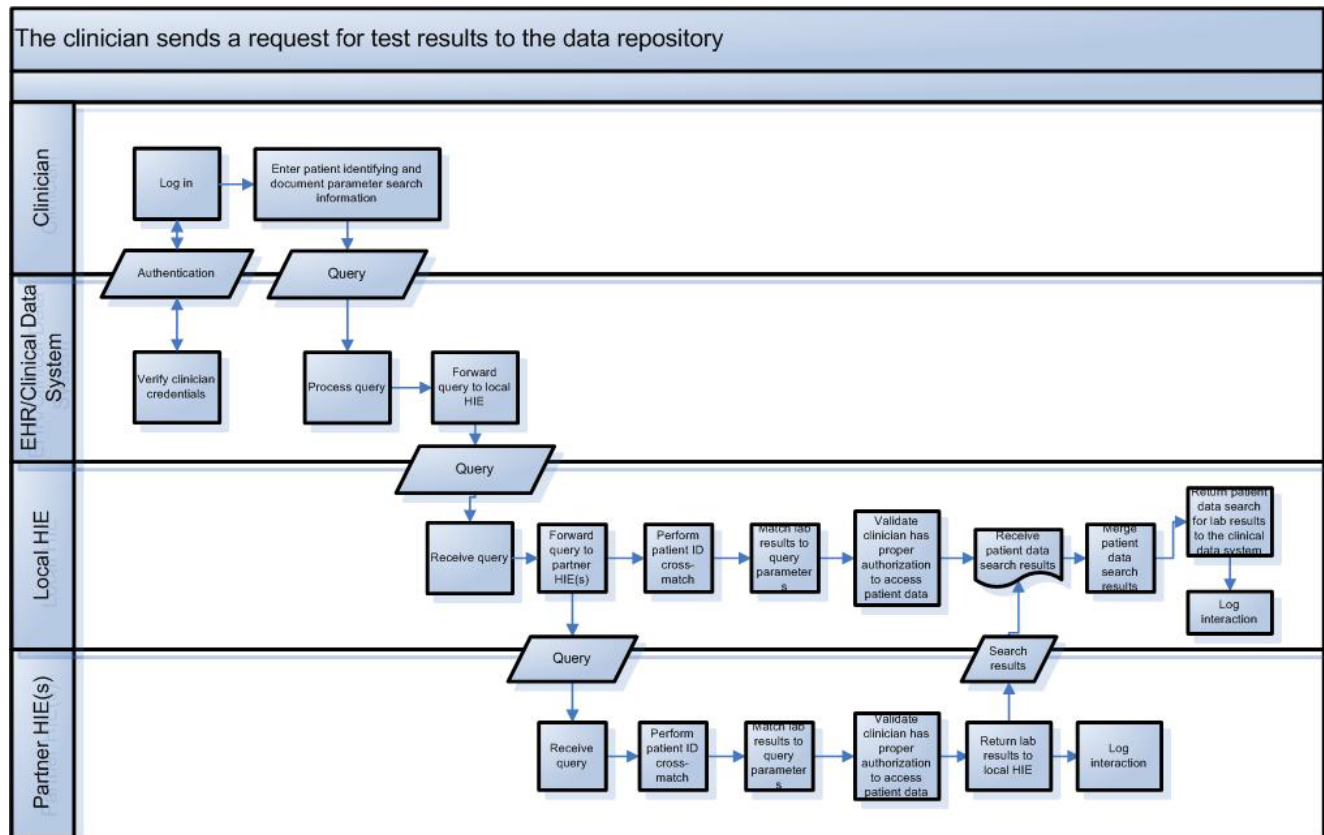 The clinician sends a request for test results to the data repository
Clinician
Log in
Enter patient identifying and
document parameter search
information
Authentication
Query
EHR/Clinical Data
System
Verify clinician
credentials
Process query
Forward
query to local
HIE
Query
Local HIE
Receive query
Forward
query to
partner
HIE(s)
Perform
patient ID
cross-
match
Match lab
results to
query
parameter
s
Validate
clinician has
proper
authorization
to access
patient data
Receive
patient data
search results
Merge
patient
data
search
results
Return patient
data search
for lab results
to the clinical
data system
Log
interaction
Query
Search
results
Partner HIE(s)
Receive
query
Perform
patient ID
cross-
match
Match lab
results to
query
parameter
s
Validate
clinician has
proper
authorization
to access
patient data
Return lab
results to
local HIE
Log
interaction